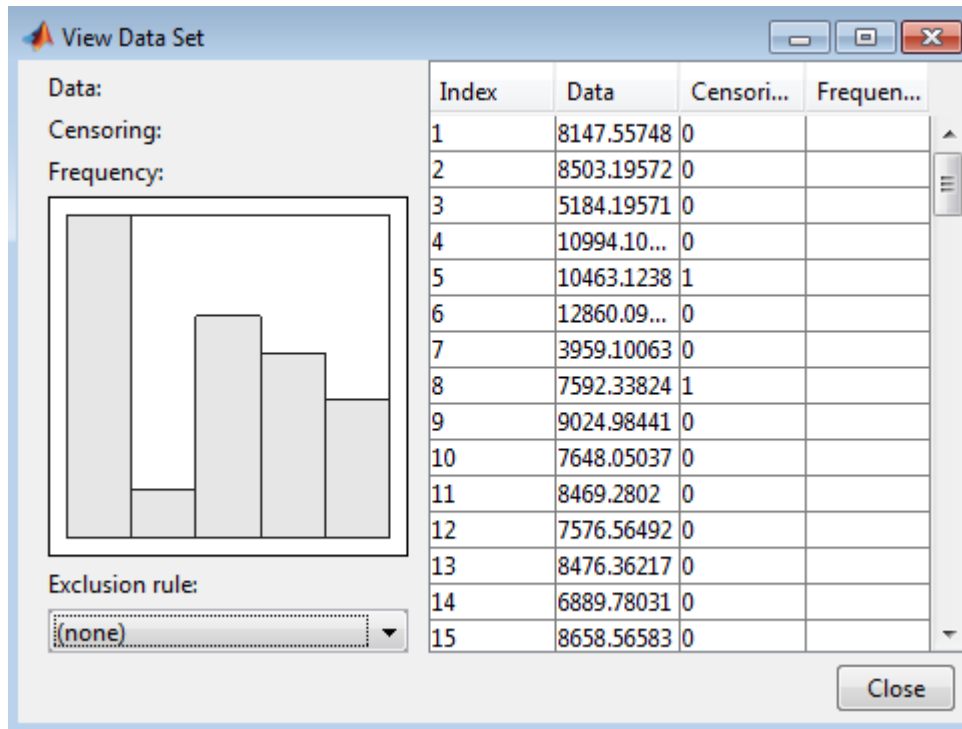 View Data Set
Data:
Censoring:
Frequency:
Exclusion rule:
(none)
Index Data Censori... Frequen...
1 8147.55748 0
2 8503.19572 0
3 5184.19571 0
4 10994.10... 0
5 10463.1238 1
6 12860.09... 0
7 3959.10063 0
8 7592.33824 1
9 9024.98441 0
10 7648.05037 0
11 8469.2802 0
12 7576.56492 0
13 8476.36217 0
14 6889.78031 0
15 8658.56583 0
Close